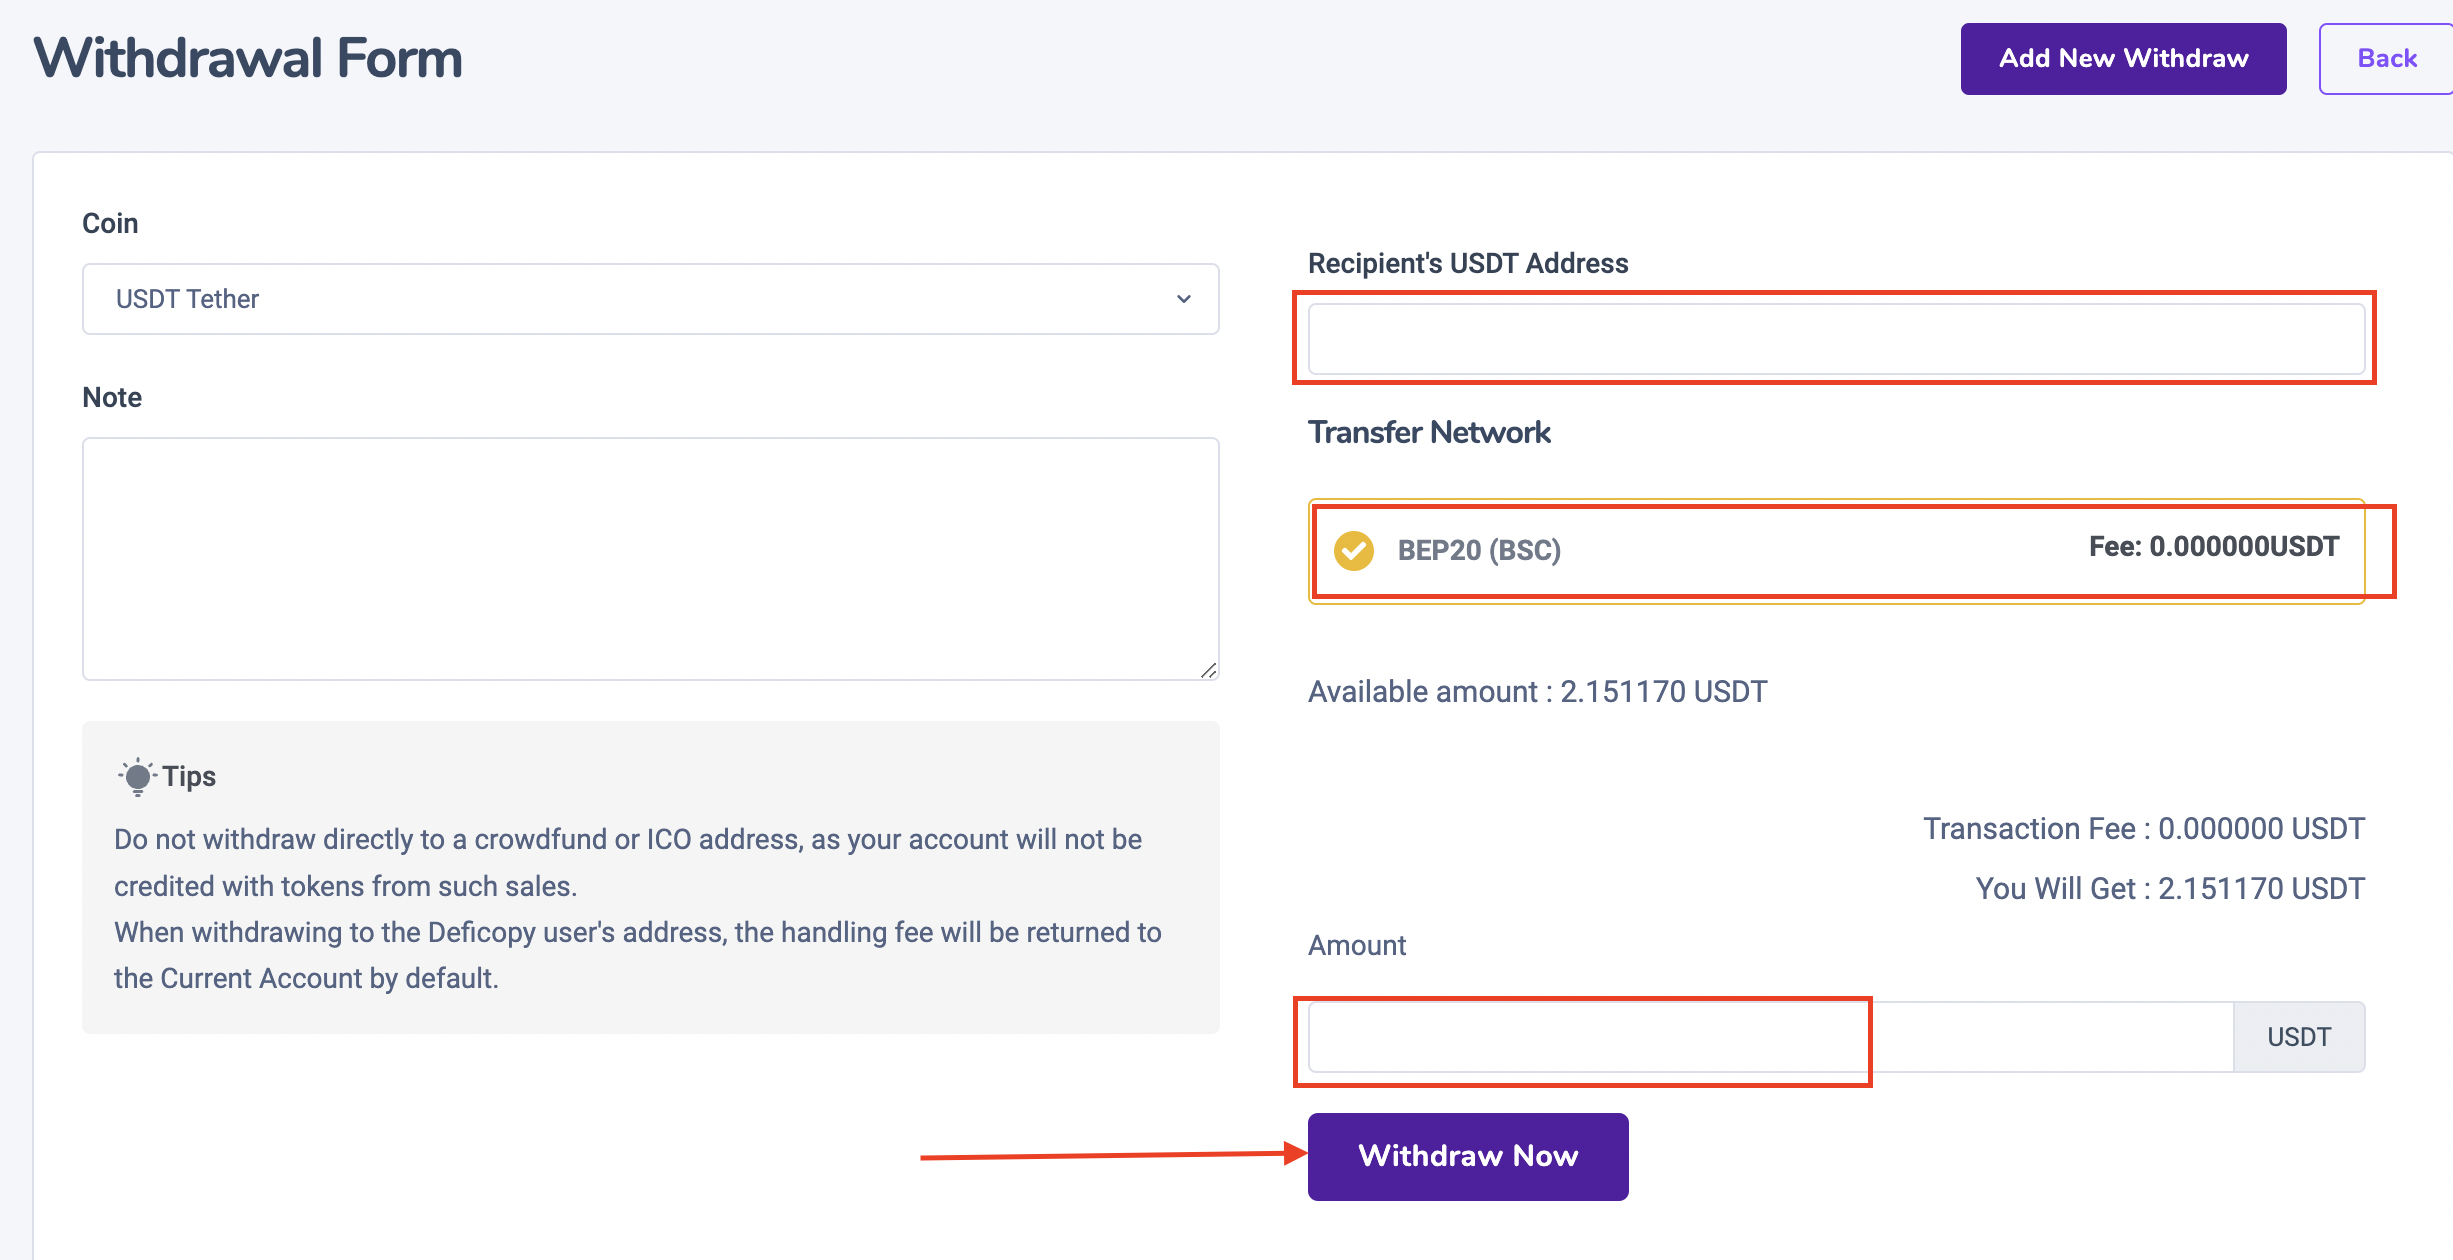 Withdrawal Form
Add New Withdraw
Back
Coin
USDT Tether
Note
Tips
Do not withdraw directly to a crowdfund or ICO address, as your account will not be
credited with tokens from such sales.
When withdrawing to the Deficopy user's address, the handling fee will be returned to
the Current Account by default.
Recipient's USDT Address
Transfer Network
BEP20 (BSC)
Fee: 0.000000USDT
Available amount : 2.151170 USDT
Transaction Fee : 0.000000 USDT
You Will Get : 2.151170 USDT
Amount
USDT
Withdraw Now